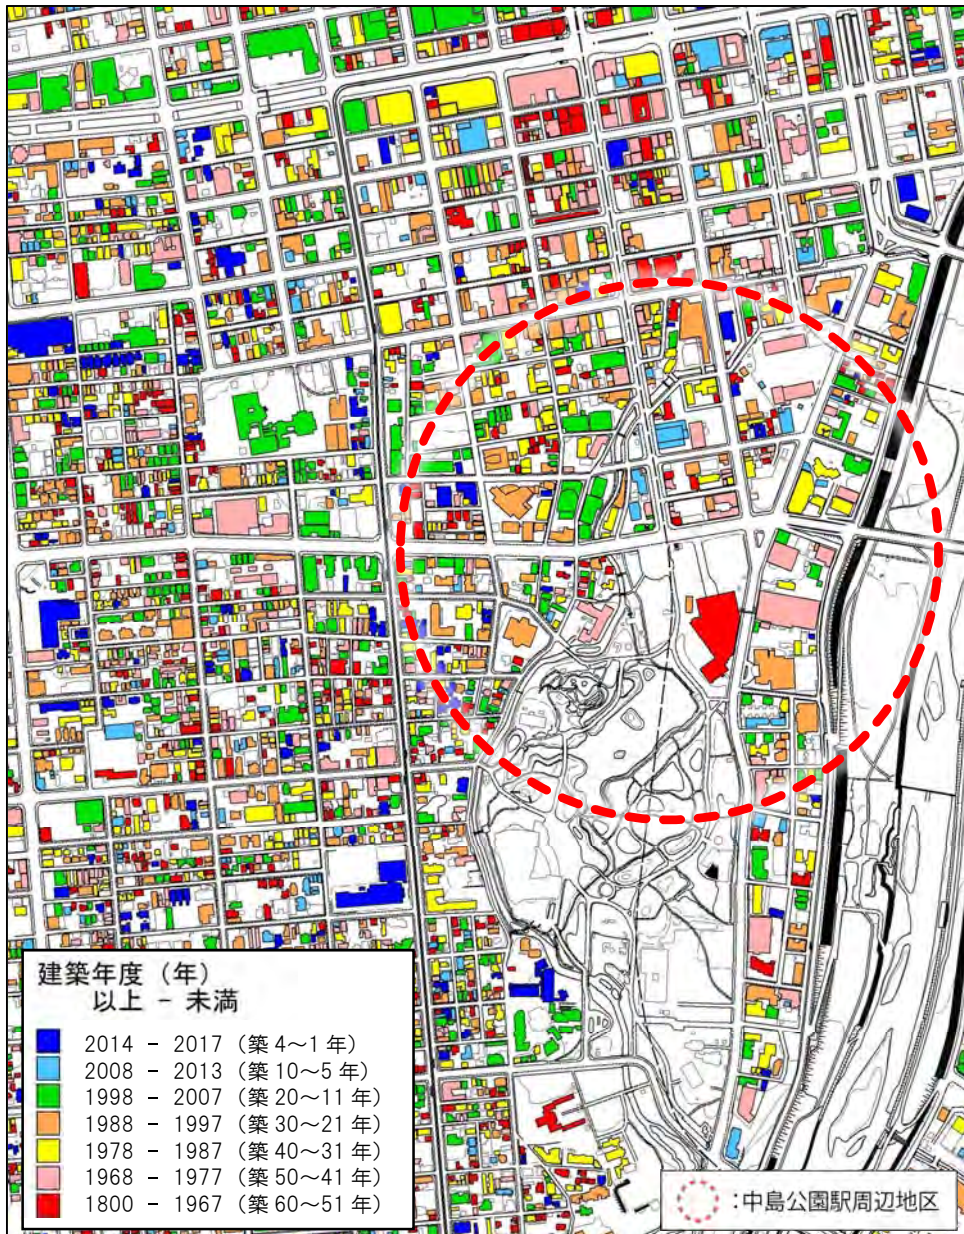 建築年度（年）
以上 － 未満
2014 － 2017（築 4～1 年）
2008 － 2013（築 10～5 年）
1998 － 2007（築 20～11 年）
1988 － 1997（築 30～21 年）
1978 － 1987（築 40～31 年）
1968 － 1977（築 50～41 年）
1800 － 1967（築 60～51 年）
：中島公園駅周辺地区